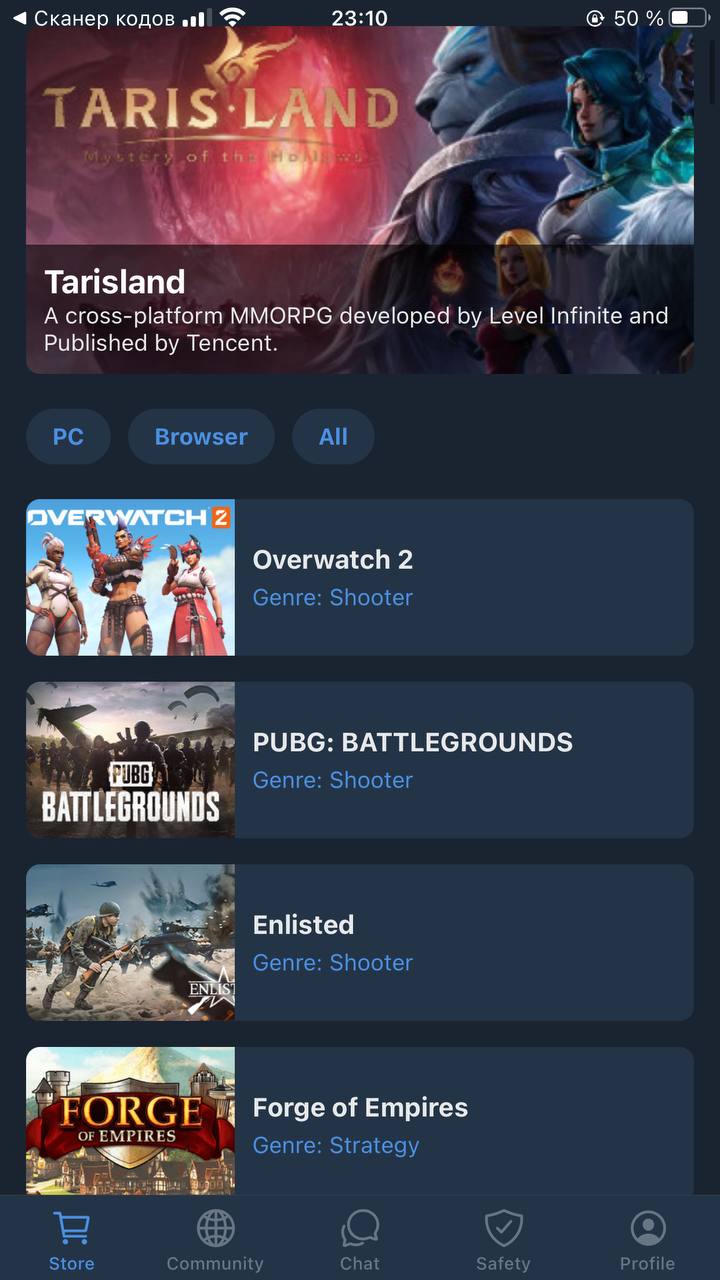 Сканер кодов 23:10 50 %
TARIS·LAND
Mystery of the Hollows
Tarisland
A cross-platform MMORPG developed by Level Infinite and
Published by Tencent.
PC Browser All
OVERWATCH 2
Overwatch 2
Genre: Shooter
PUBG
BATTLEGROUNDS
PUBG: BATTLEGROUNDS
Genre: Shooter
Enlisted
Genre: Shooter
ENLIST
FORGE
OF EMPIRES
Forge of Empires
Genre: Strategy
Store Community Chat Safety Profile